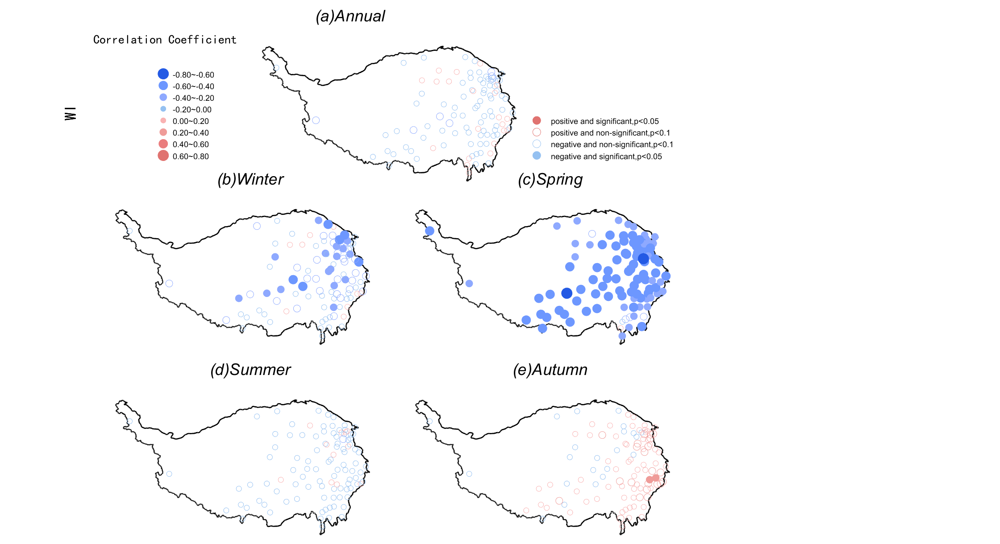 (a)Annual
Correlation Coefficient
-0.80~-0.60
-0.60~-0.40
-0.40~-0.20
-0.20~0.00
0.00~0.20
0.20~0.40
0.40~0.60
0.60~0.80
WI
positive and significant,p<0.05
positive and non-significant,p<0.1
negative and non-significant,p<0.1
negative and significant,p<0.05
(b)Winter
(c)Spring
(d)Summer
(e)Autumn